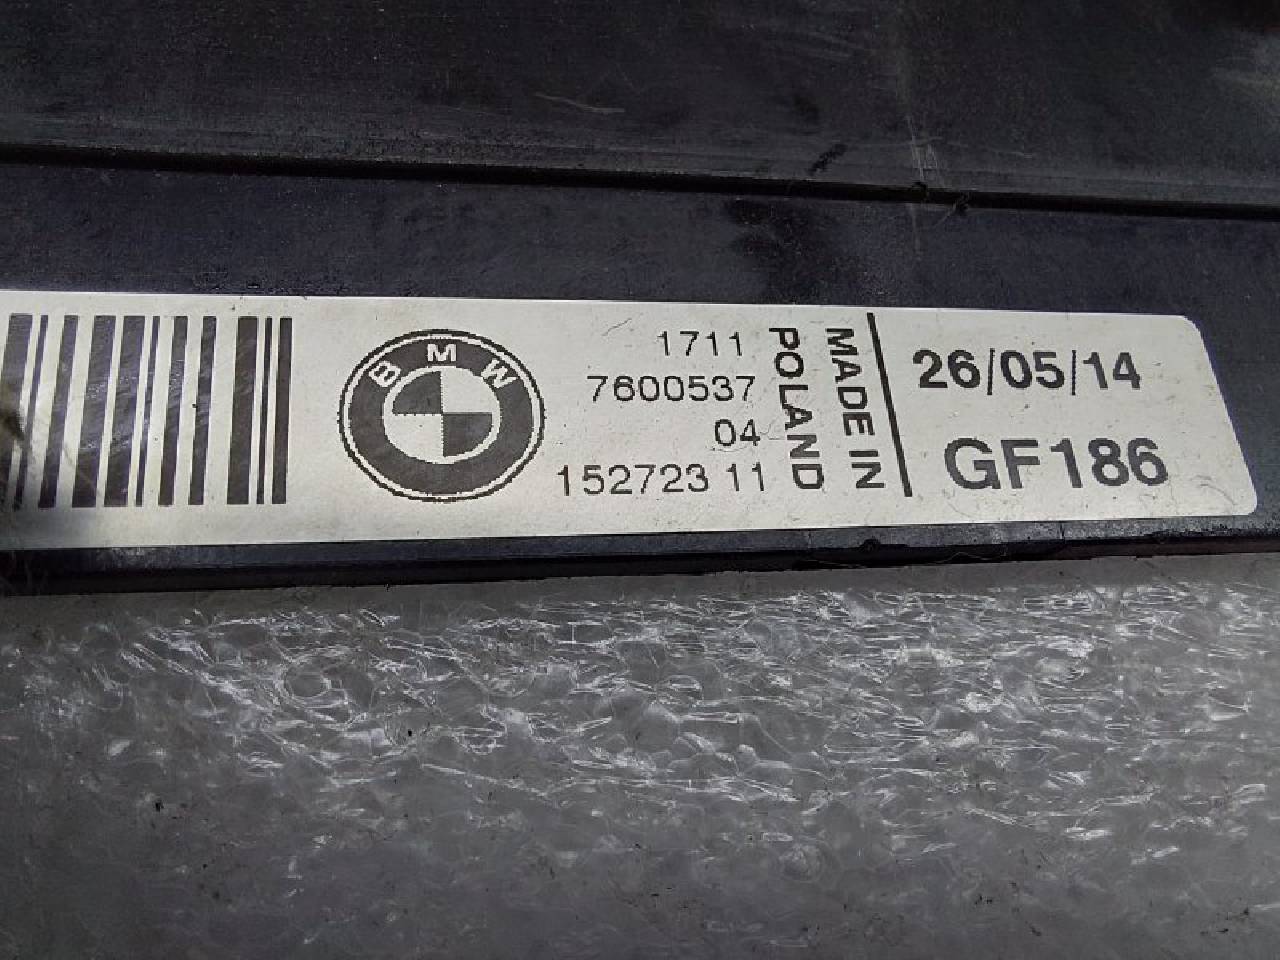 BMW
1711
7600537
04
152723 11
MADE IN
POLAND
26/05/14
GF186